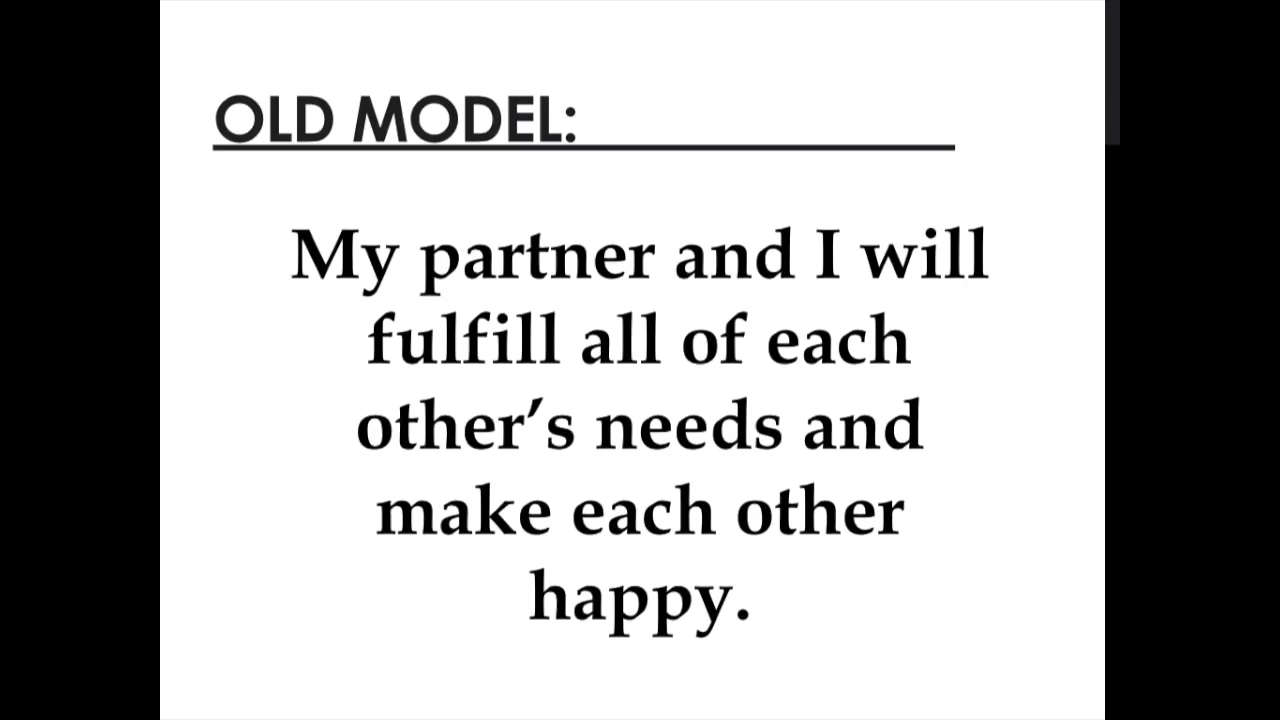 OLD MODEL:
My partner and I will
fulfill all of each
other’s needs and
make each other
happy.